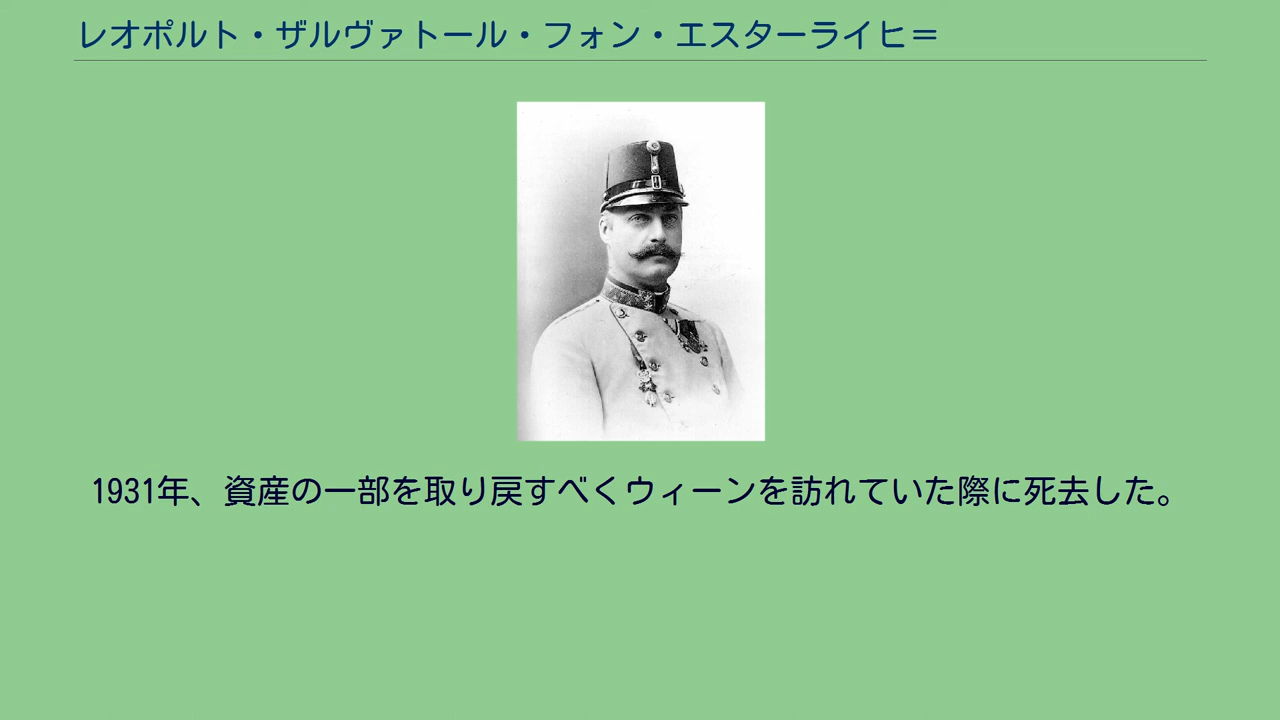 レオポルト・ザルヴァトール・フォン・エスターライヒ＝
1931年、資産の一部を取り戻すべくウィーンを訪れていた際に死去した。